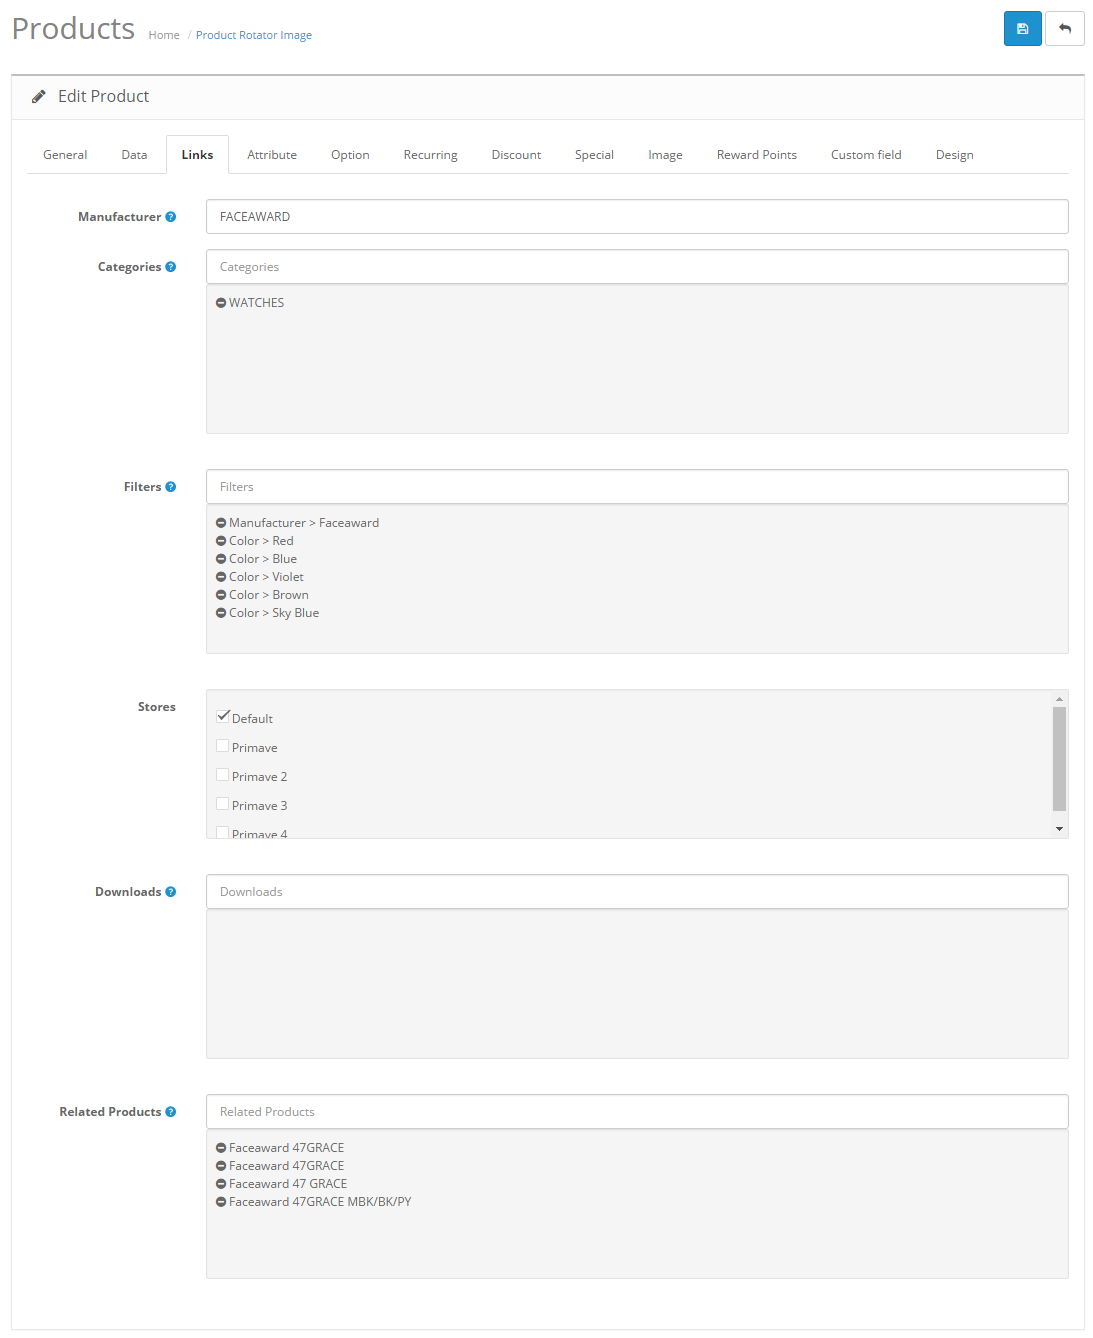 Products Home / Product Rotator Image
Edit Product
General Data Links Attribute Option Recurring Discount Special Image Reward Points Custom field Design
Manufacturer ? FACEAWARD
Categories ? Categories
WATCHES
Filters ? Filters
Manufacturer > Faceaward
Color > Red
Color > Blue
Color > Violet
Color > Brown
Color > Sky Blue
Stores
Default
Primave
Primave 2
Primave 3
Primave 4
Downloads ? Downloads
Related Products ? Related Products
Faceaward 47GRACE
Faceaward 47GRACE
Faceaward 47 GRACE
Faceaward 47GRACE MBK/BK/PY